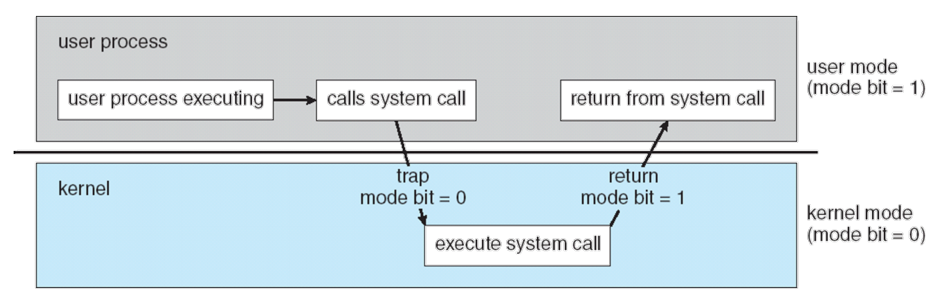 user process
user process executing
calls system call
return from system call
user mode
(mode bit = 1)
kernel
trap
mode bit = 0
return
mode bit = 1
execute system call
kernel mode
(mode bit = 0)